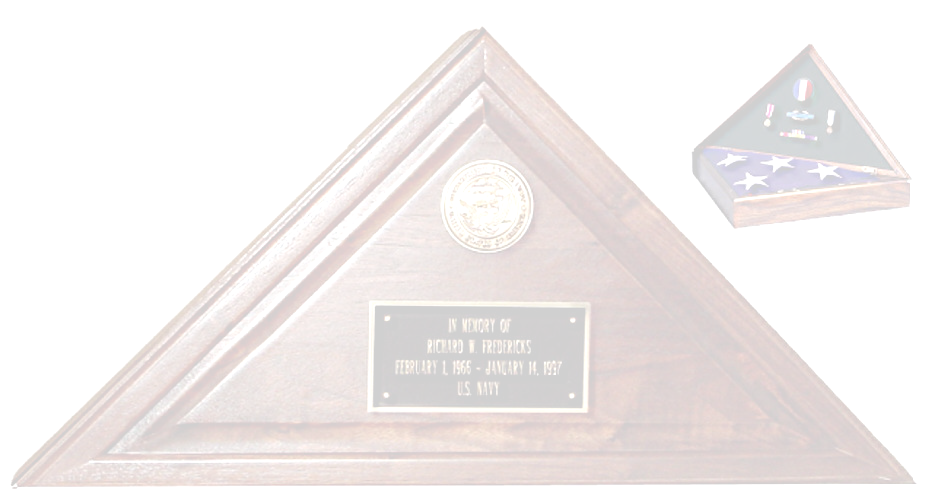 IN MEMORY OF
RICHARD W. FREDERICKS
FEBRUARY 1, 1966 - JANUARY 14, 1997
U.S. NAVY